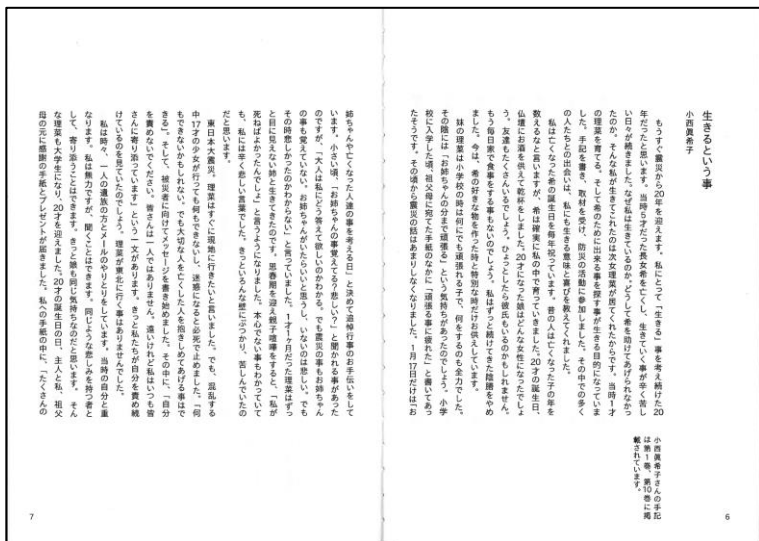 生きるという事
小西眞希子
もうすぐ震災から20年を迎えます。私にとって“生きる”事を考え続けた20
年だったと思います。当時5才だった長女希を亡くし、生きていく事が辛く苦し
い日々が続きました。なぜ私は生きているのか、どうして希を助けてあげられなかっ
たのか、そんな私が生きてこれたのは次女理菜が居てくれたからです。当時1才
の理菜を育てる。そして希のために出来る事を探す事が生きる目的になっていま
した。手記を書き、取材を受け、防災の活動に参加しました。その中での多く
の人たちとの出会いは、私にも生きる意味と喜びを教えてくれました。
私は亡くなった希の誕生日を毎年祝っています。昔の人は亡くなった子の年を
数えるなと言いますが、希は確実に私の中で育っていきました。20才の誕生日、
仏壇にお酒を供えて乾杯をしました。20才になった娘はどんな女性になったでしょ
う。友達もたくさんいるでしょう。ひょっとしたら彼氏もいるのかもしれません。
もう毎日家で食事をする事もないのでしょう。私はずっと続けてきた陰膳をやめ
ました。今は、希の好きな物を作った時と特別な時だけお供えしています。
妹の理菜は小学校の時は何にでも頑張れる子で、何をするのも全力でした。
その陰には「お姉ちゃんの分まで頑張る」という気持ちがあったのでしょう。小学
校に入学した頃、祖父母に宛てた手紙のなかに「頑張る事に疲れた」と書いてあっ
たそうです。その頃から震災の話はあまりしなくなりました。1月17日だけは「お
小西眞希子さんの手記
は第1巻、第10巻に掲
載されています。
6
姉ちゃんや亡くなった人達の事を考える日」と決めて追悼行事のお手伝いをして
います。小さい頃、「お姉ちゃんの事覚えてる?悲しい?」と聞かれる事があった
のですが、「大人は私にどう答えて欲しいのかわかる。でも震災の事もお姉ちゃん
の事も覚えていない。お姉ちゃんがいたらいいと思うし、いないのは悲しい。でも
その時悲しかったのかわからない」と言っていました。1才1ヶ月だった理菜はずっ
と目に見えない姉と生きてきたのです。思春期を迎え親子喧嘩をすると、「私が
死ねばよかったんでしょ」と言うようになりました。本心でない事もわかっていて
も、私には辛く悲しい言葉でした。きっといろんな壁にぶつかり、苦しんでいたの
だと思います。
東日本大震災。理菜はすぐに現地に行きたいと言いました。でも、混乱する
中17才の少女が行っても何もできないし、迷惑になると必死で止めました。「何
もできないかもしれない。でも大切な人を亡くした人を抱きしめてあげる事はで
きる」。そして、被災者に向けてメッセージを書き始めました。その中に、「自分
を責めないでください。皆さんは一人ではありません。遠いけれど私はいつも皆
さんに寄り添っています」という一文があります。きっと私たちが自分を責め続
けているのを見ていたのでしょう。理菜が東北に行く事はありませんでした。
私は時々、一人の遺族の方とメールのやりとりをしています。当時の自分と重
なります。私は無力ですが、聞くことはできます。同じような悲しみを持つ者と
して、寄り添うことはできます。きっと娘も同じ気持ちなのだと思います。そん
な理菜も大学生になり、20才を迎えました。20才の誕生日の日、主人と私、祖父
母の元に感謝の手紙とプレゼントが届きました。私への手紙の中に、「たくさんの
7